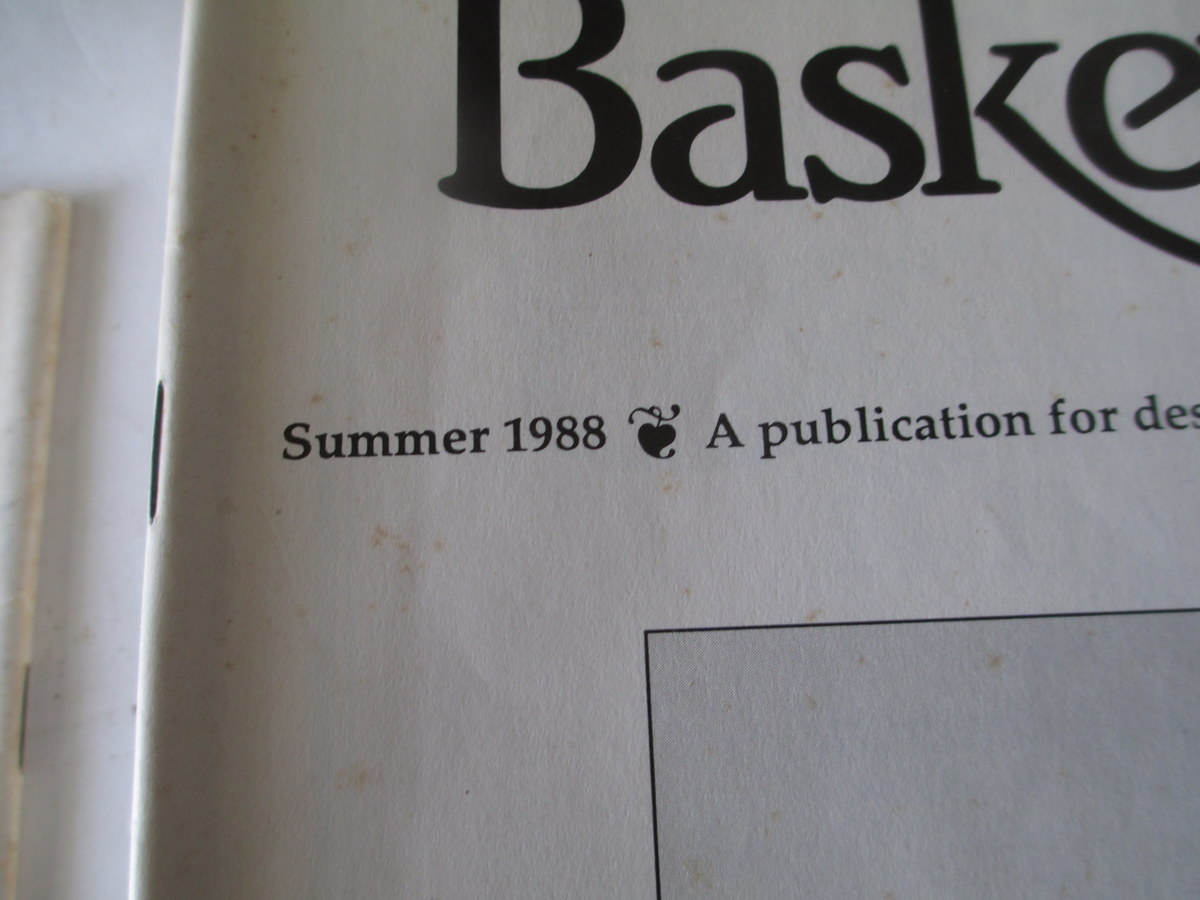 Baske
Summer 1988 ❦ A publication for des